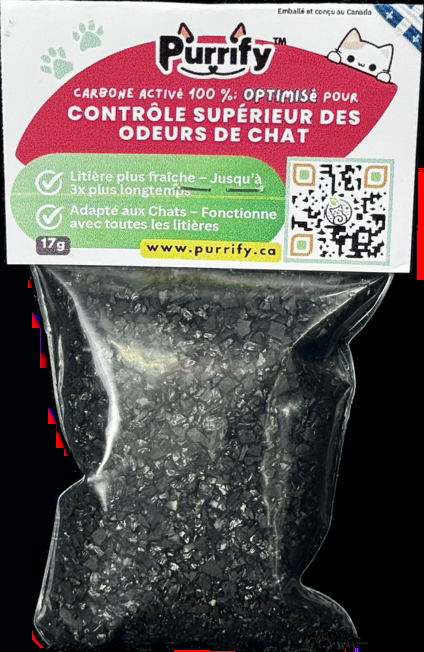 Emballé et conçu au Canada
Purrify™
CARBONE ACTIVÉ 100 %; OPTIMISÉ POUR
CONTRÔLE SUPÉRIEUR DES
ODEURS DE CHAT
Litière plus fraîche – Jusqu'à
3x plus longtemps
Adapté aux Chats – Fonctionne
avec toutes les litières
17g
www.purrify.ca